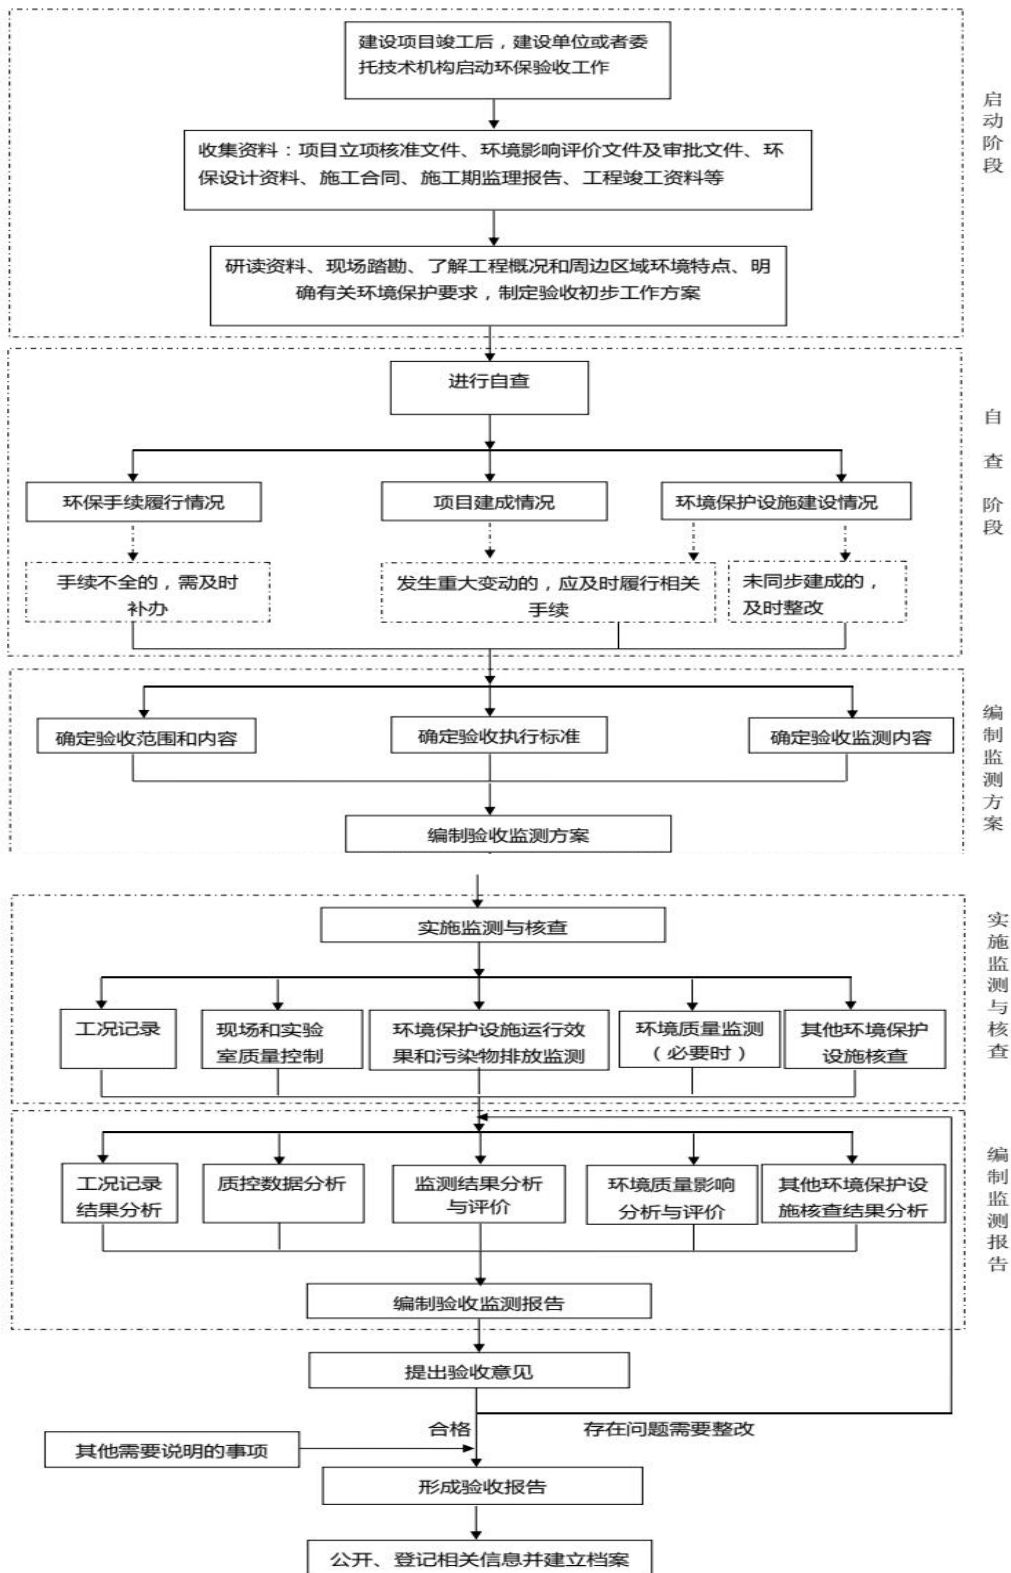 建设项目竣工后，建设单位或者委
托技术机构启动环保验收工作
启动阶段
收集资料：项目立项核准文件、环境影响评价文件及审批文件、环
保设计资料、施工合同、施工期监理报告、工程竣工资料等
研读资料、现场踏勘、了解工程概况和周边区域环境特点、明
确有关环境保护要求，制定验收初步工作方案
进行自查
自查阶段
环保手续履行情况
项目建成情况
环境保护设施建设情况
手续不全的，需及时
补办
发生重大变动的，应及时履行相关
手续
未同步建成的，
及时整改
编制监测方案
确定验收范围和内容
确定验收执行标准
确定验收监测内容
编制验收监测方案
实施监测与核查
实施监测与核查
工况记录
现场和实验
室质量控制
环境保护设施运行效
果和污染物排放监测
环境质量监测
（必要时）
其他环境保护
设施核查
编制监测报告
工况记录
结果分析
质控数据分析
监测结果分析
与评价
环境质量影响
分析与评价
其他环境保护设
施核查结果分析
编制验收监测报告
提出验收意见
合格
存在问题需要整改
其他需要说明的事项
形成验收报告
公开、登记相关信息并建立档案